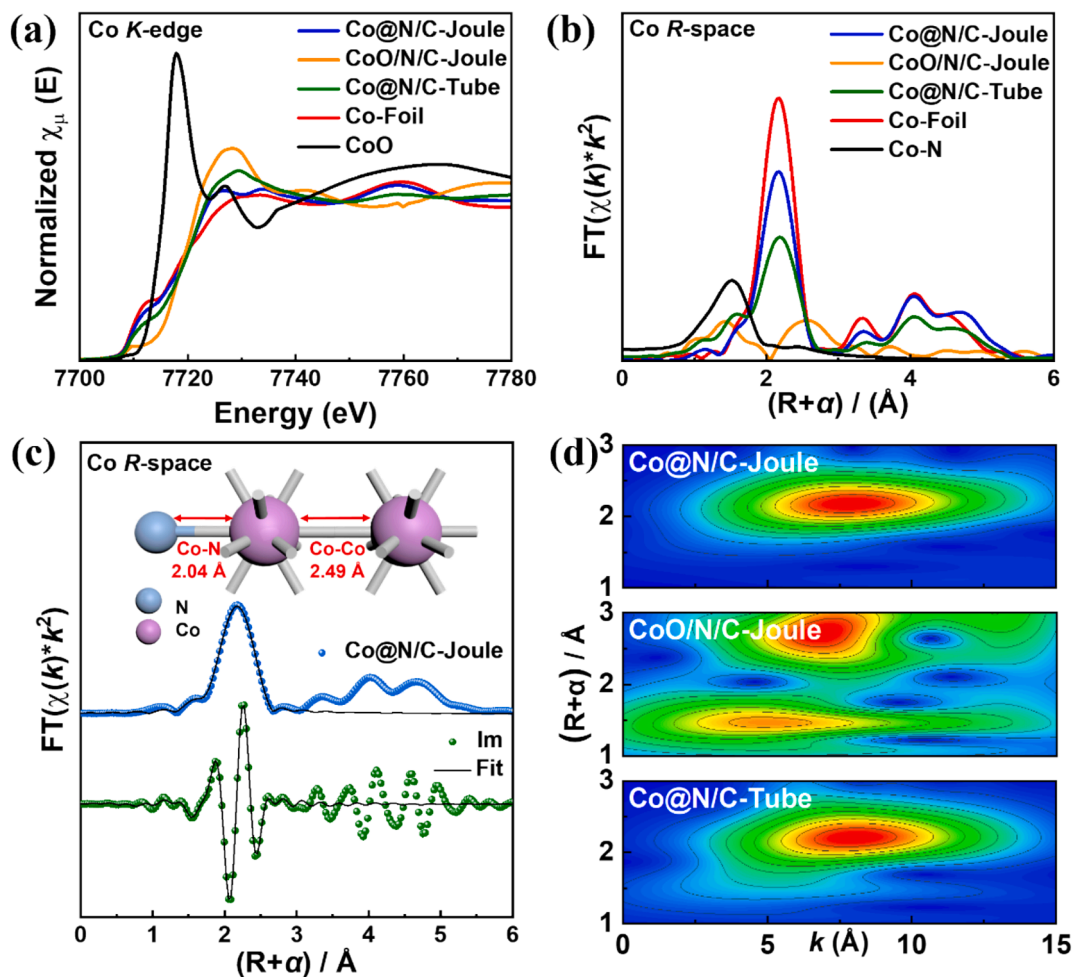 (a)
Co K-edge
Co@N/C-Joule
CoO/N/C-Joule
Co@N/C-Tube
Co-Foil
CoO
Normalized χμ (E)
7700 7720 7740 7760 7780
Energy (eV)
(b)
Co R-space
Co@N/C-Joule
CoO/N/C-Joule
Co@N/C-Tube
Co-Foil
Co-N
FT(χ(k)*k²)
0 2 4 6
(R+α) / (Å)
(c)
Co R-space
Co-N
2.04 Å
Co-Co
2.49 Å
N
Co
Co@N/C-Joule
Im
Fit
FT(χ(k)*k²)
0 1 2 3 4 5 6
(R+α) / Å
(d)
Co@N/C-Joule
3
2
1
CoO/N/C-Joule
3
2
1
Co@N/C-Tube
3
2
1
(R+α) / Å
0 5 10 15
k (Å)